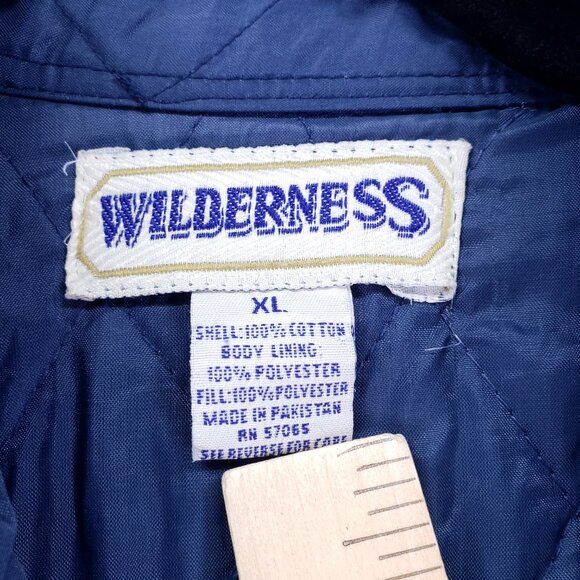 WILDERNESS
XL
SHELL:100% COTTON
BODY LINING:
100% POLYESTER
FILL:100% POLYESTER
MADE IN PAKISTAN
RN 57065
SEE REVERSE FOR CARE